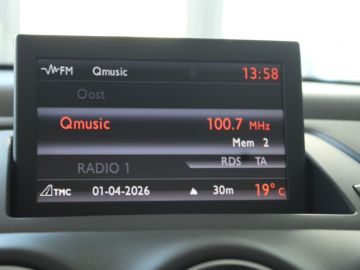 FM Qmusic 13:58
Oost
Qmusic 100.7 MHz
Mem 2
RADIO 1 RDS TA
TMC 01-04-2026 30m 19° C